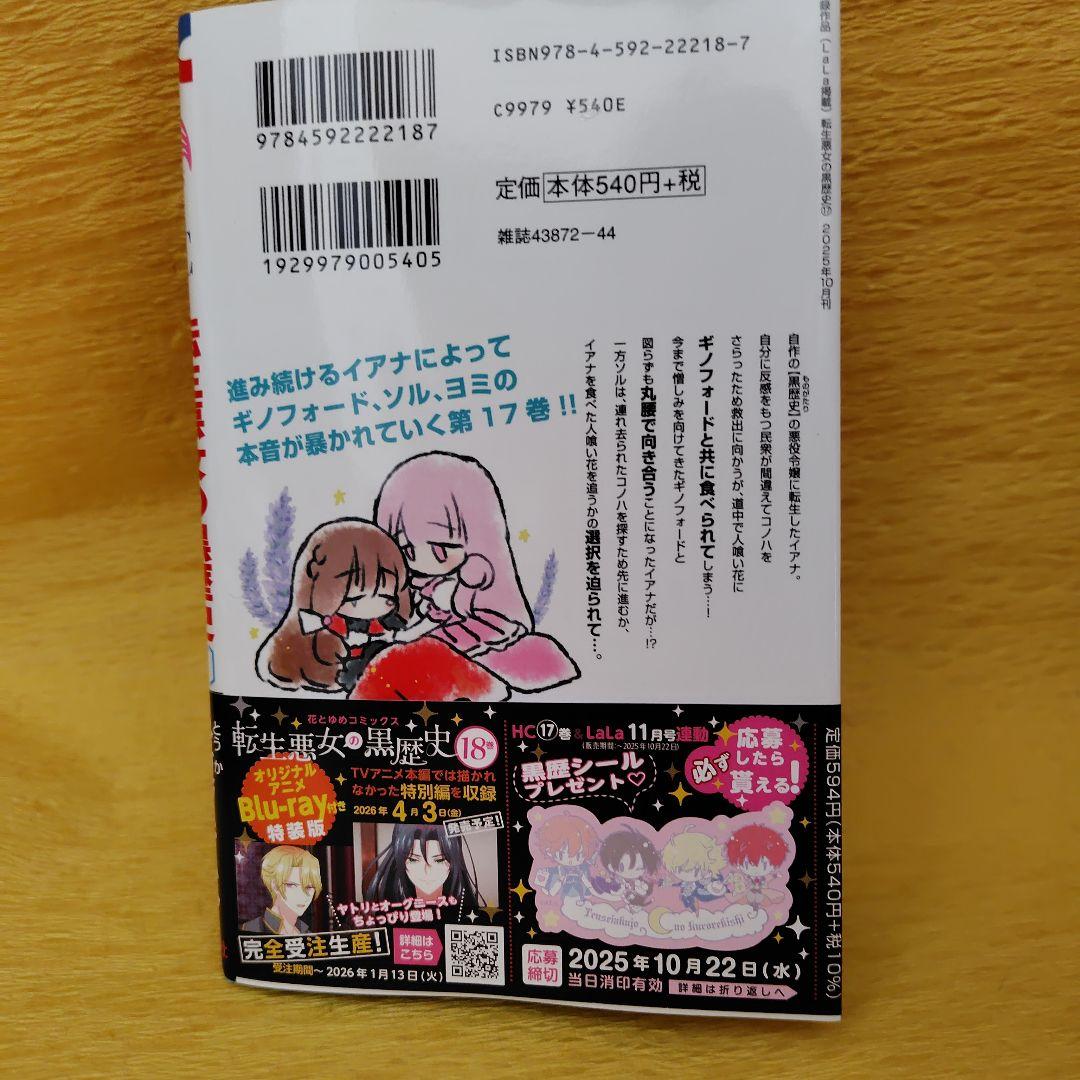 ISBN978-4-592-22218-7
C9979 ¥540E
9784592222187
定価 本体540円+税
雑誌43872-44
1929979005405
録作品(LaLa掲載) 転生悪女の黒歴史⑰ 2025年10月刊
自作の【黒歴史】の悪役令嬢に転生したイアナ。
自分に反感をもつ民衆が間違えてコノハを
さらったため救出に向かうが、道中で人喰い花に
ギノフォードと共に食べられてしまう…!
今まで憎しみを向けてきたギノフォードと
図らずも丸腰で向き合うことになったイアナだが…!?
一方ソルは、連れ去られたコノハを探すため先に進むか、
イアナを食べた人喰い花を追うかの選択を迫られて…。
進み続けるイアナによって
ギノフォード、ソル、ヨミの
本音が暴かれていく第17巻!!
花とゆめコミックス
転生悪女の黒歴史 18巻
オリジナル
アニメ
Blu-ray付き
特装版
TVアニメ本編では描かれ
なかった特別編を収録
2026年4月3日(金)
発売予定!
ヤトリとオーグニースも
ちょっぴり登場!
完全受注生産!
受注期間~2026年1月13日(火)
詳細は
こちら
HC⑰巻&LaLa11月号連動
(販売期間:~2025年10月22日)
黒歴シール
プレゼント♡
応募
したら
必ず
貰える!
Tenseiakujo
no kurorekishi
応募
締切
2025年10月22日(水)
当日消印有効
詳細は折り返しへ
定価594円(本体540円+税10%)